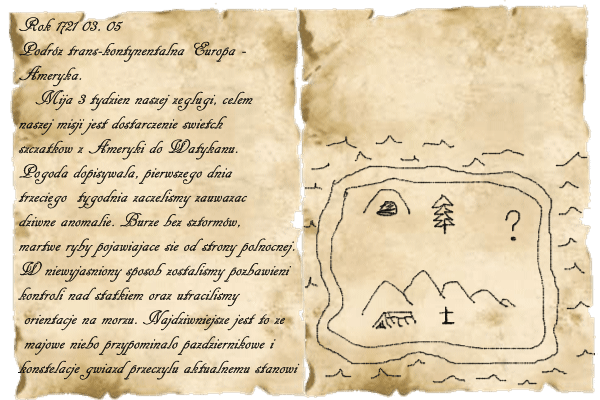 Rok 1721 03. 05
Podróż trans-kontynentalna Europa -
Ameryka.
Mija 3 tydzien naszej zeglugi, celem
naszej misji jest dostarczenie swietch
szczatkow z Ameryki do Watykanu.
Pogoda dopisywala, pierwszego dnia
trzeciego tygodnia zaczelismy zauwazac
dziwne anomalie. Burze bez sztormów,
martwe ryby pojawiajace sie od strony polnocnej.
W niewyjasniony sposob zostalismy pozbawieni
kontroli nad statkiem oraz utracilismy
orientacje na morzu. Najdziwniejsze jest to ze
majowe niebo przypominalo pazdziernikowe i
konstelacje gwiazd przeczylu aktualnemu stanowi
?